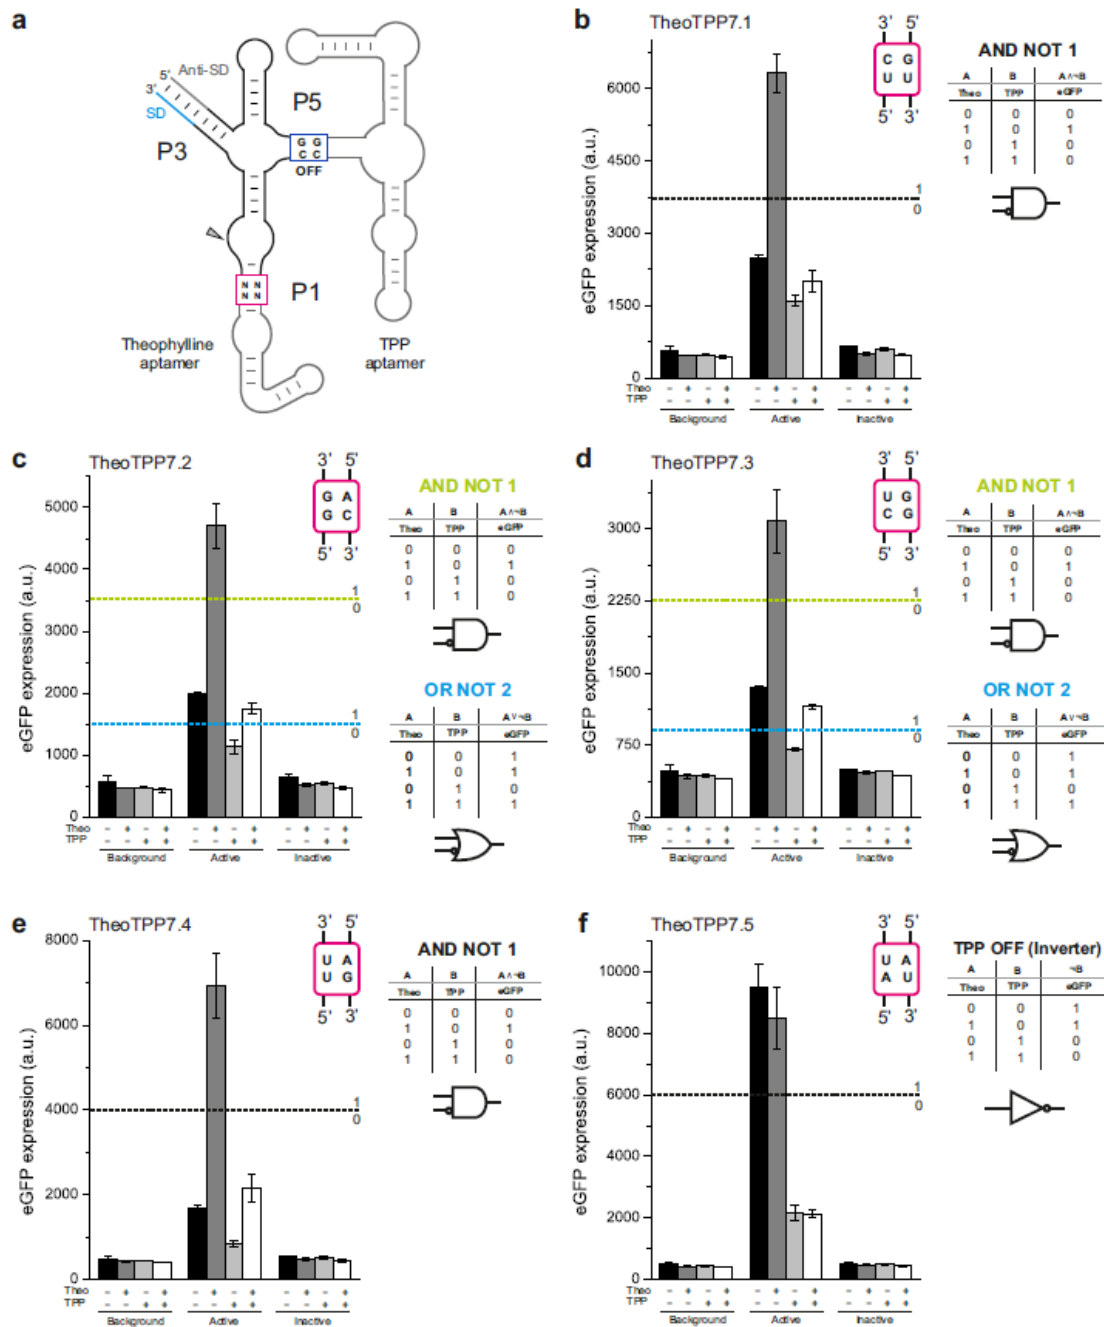 a
5'
3'
Anti-SD
SD
P3
P5
G G
C C
OFF
N N
N N
P1
Theophylline
aptamer
TPP
aptamer
b
TheoTPP7.1
eGFP expression (a.u.)
6000
4500
3000
1500
0
1
0
3' 5'
C G
U U
5' 3'
Theo - + - + - + - + - + - +
TPP - - + + - - + + - - + +
Background Active Inactive
AND NOT 1
A B A∧¬B
Theo TPP eGFP
0 0 0
1 0 1
0 1 0
1 1 0
c
TheoTPP7.2
eGFP expression (a.u.)
5000
4000
3000
2000
1000
0
1
0
1
0
3' 5'
G A
G C
5' 3'
Theo - + - + - + - + - + - +
TPP - - + + - - + + - - + +
Background Active Inactive
AND NOT 1
A B A∧¬B
Theo TPP eGFP
0 0 0
1 0 1
0 1 0
1 1 0
OR NOT 2
A B A∨¬B
Theo TPP eGFP
0 0 1
1 0 1
0 1 0
1 1 1
d
TheoTPP7.3
eGFP expression (a.u.)
3000
2250
1500
750
0
1
0
1
0
3' 5'
U G
C G
5' 3'
Theo - + - + - + - + - + - +
TPP - - + + - - + + - - + +
Background Active Inactive
AND NOT 1
A B A∧¬B
Theo TPP eGFP
0 0 0
1 0 1
0 1 0
1 1 0
OR NOT 2
A B A∨¬B
Theo TPP eGFP
0 0 1
1 0 1
0 1 0
1 1 1
e
TheoTPP7.4
eGFP expression (a.u.)
8000
6000
4000
2000
0
1
0
3' 5'
U A
U G
5' 3'
Theo - + - + - + - + - + - +
TPP - - + + - - + + - - + +
Background Active Inactive
AND NOT 1
A B A∧¬B
Theo TPP eGFP
0 0 0
1 0 1
0 1 0
1 1 0
f
TheoTPP7.5
eGFP expression (a.u.)
10000
8000
6000
4000
2000
0
1
0
3' 5'
U A
A U
5' 3'
Theo - + - + - + - + - + - +
TPP - - + + - - + + - - + +
Background Active Inactive
TPP OFF (Inverter)
A B ¬B
Theo TPP eGFP
0 0 1
1 0 1
0 1 0
1 1 0